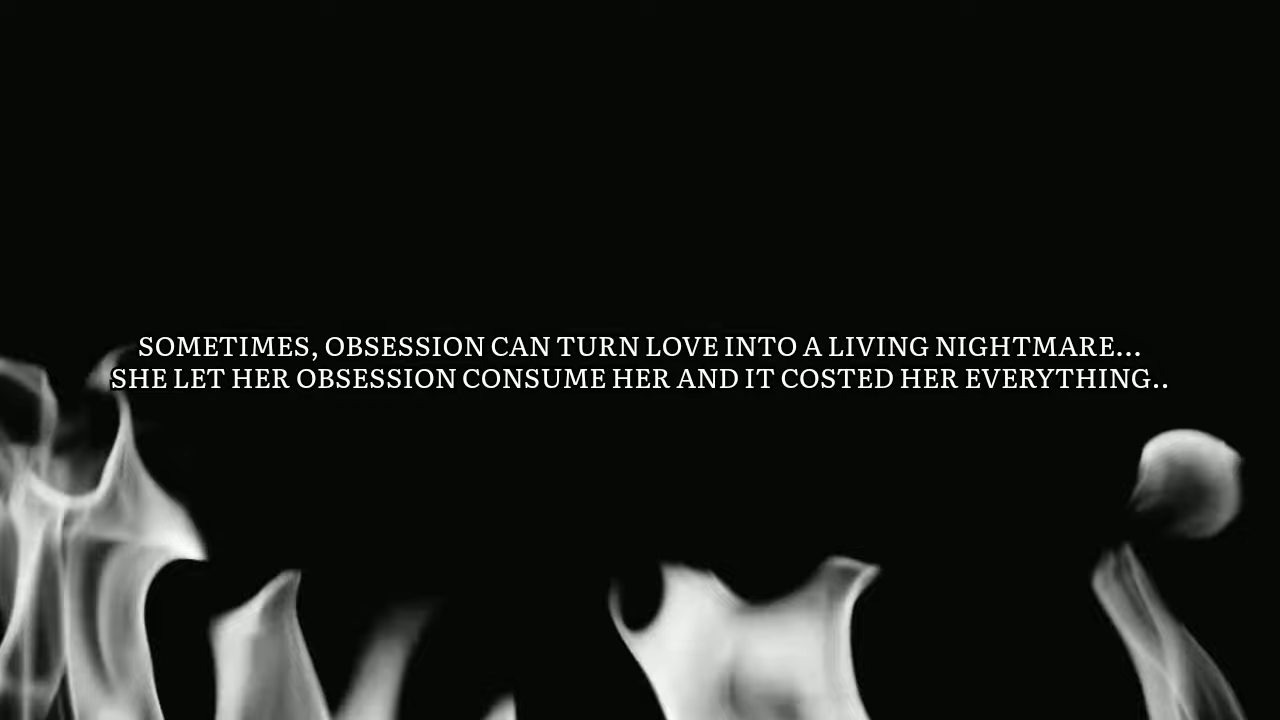 SOMETIMES, OBSESSION CAN TURN LOVE INTO A LIVING NIGHTMARE...
SHE LET HER OBSESSION CONSUME HER AND IT COSTED HER EVERYTHING..